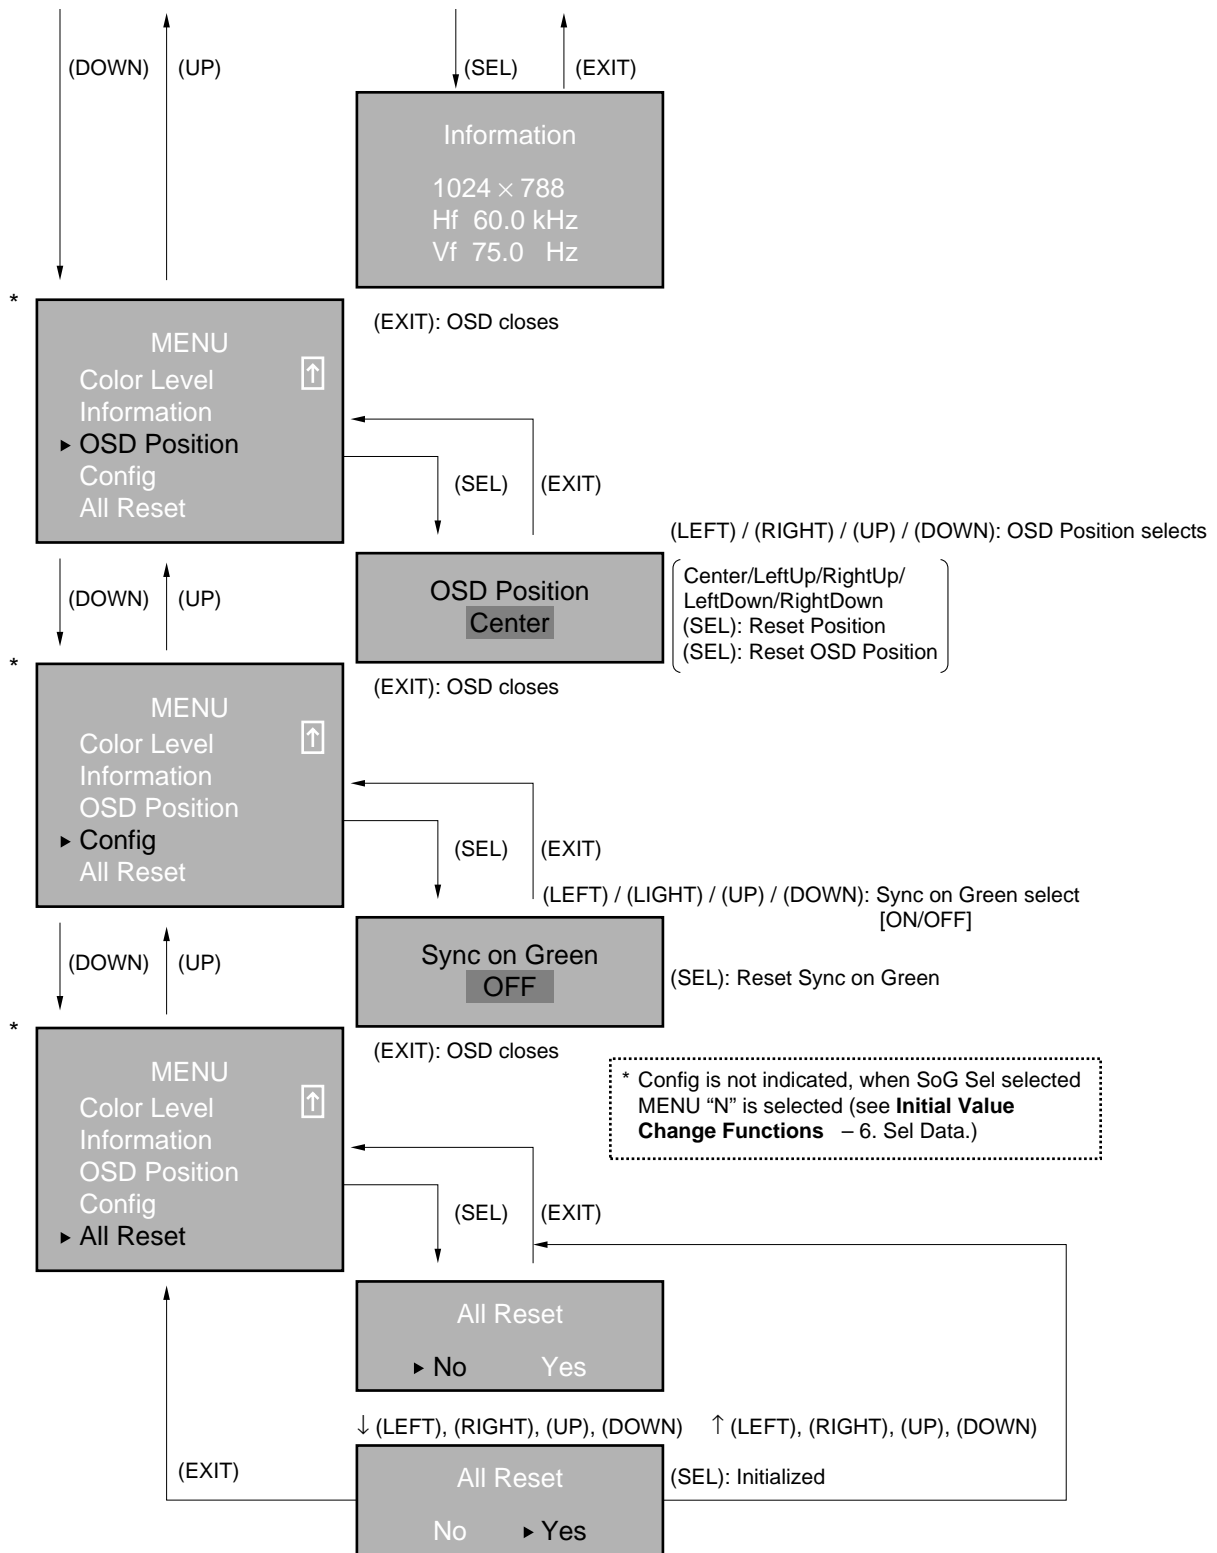 (DOWN) (UP) (SEL) (EXIT)
Information
1024 × 788
Hf 60.0 kHz
Vf 75.0 Hz
(EXIT): OSD closes
*
MENU
Color Level ↑
Information
▸ OSD Position
Config
All Reset
(SEL) (EXIT)
(LEFT) / (RIGHT) / (UP) / (DOWN): OSD Position selects
OSD Position
Center
Center/LeftUp/RightUp/
LeftDown/RightDown
(SEL): Reset Position
(SEL): Reset OSD Position
(DOWN) (UP)
(EXIT): OSD closes
*
MENU
Color Level ↑
Information
OSD Position
▸ Config
All Reset
(SEL) (EXIT)
(LEFT) / (LIGHT) / (UP) / (DOWN): Sync on Green select
[ON/OFF]
Sync on Green
OFF
(SEL): Reset Sync on Green
(DOWN) (UP)
(EXIT): OSD closes
*
MENU
Color Level ↑
Information
OSD Position
Config
▸ All Reset
* Config is not indicated, when SoG Sel selected
MENU “N” is selected (see Initial Value
Change Functions – 6. Sel Data.)
(SEL) (EXIT)
All Reset
▸ No Yes
↓ (LEFT), (RIGHT), (UP), (DOWN) ↑ (LEFT), (RIGHT), (UP), (DOWN)
(EXIT)
All Reset
No ▸ Yes
(SEL): Initialized